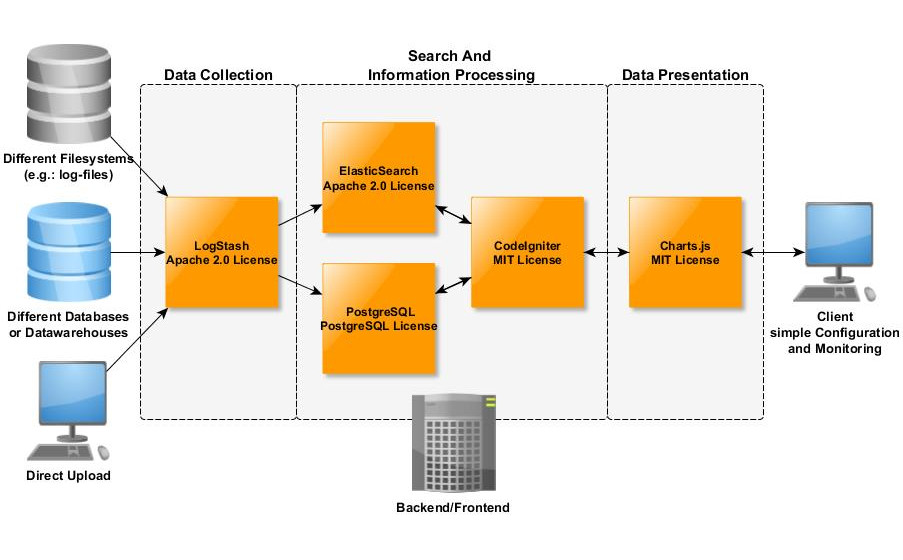 Search And
Information Processing
Data Collection
Data Presentation
Different Filesystems
(e.g.: log-files)
ElasticSearch
Apache 2.0 License
LogStash
Apache 2.0 License
CodeIgniter
MIT License
Charts.js
MIT License
Different Databases
or Datawarehouses
PostgreSQL
PostgreSQL License
Client
simple Configuration
and Monitoring
Direct Upload
Backend/Frontend